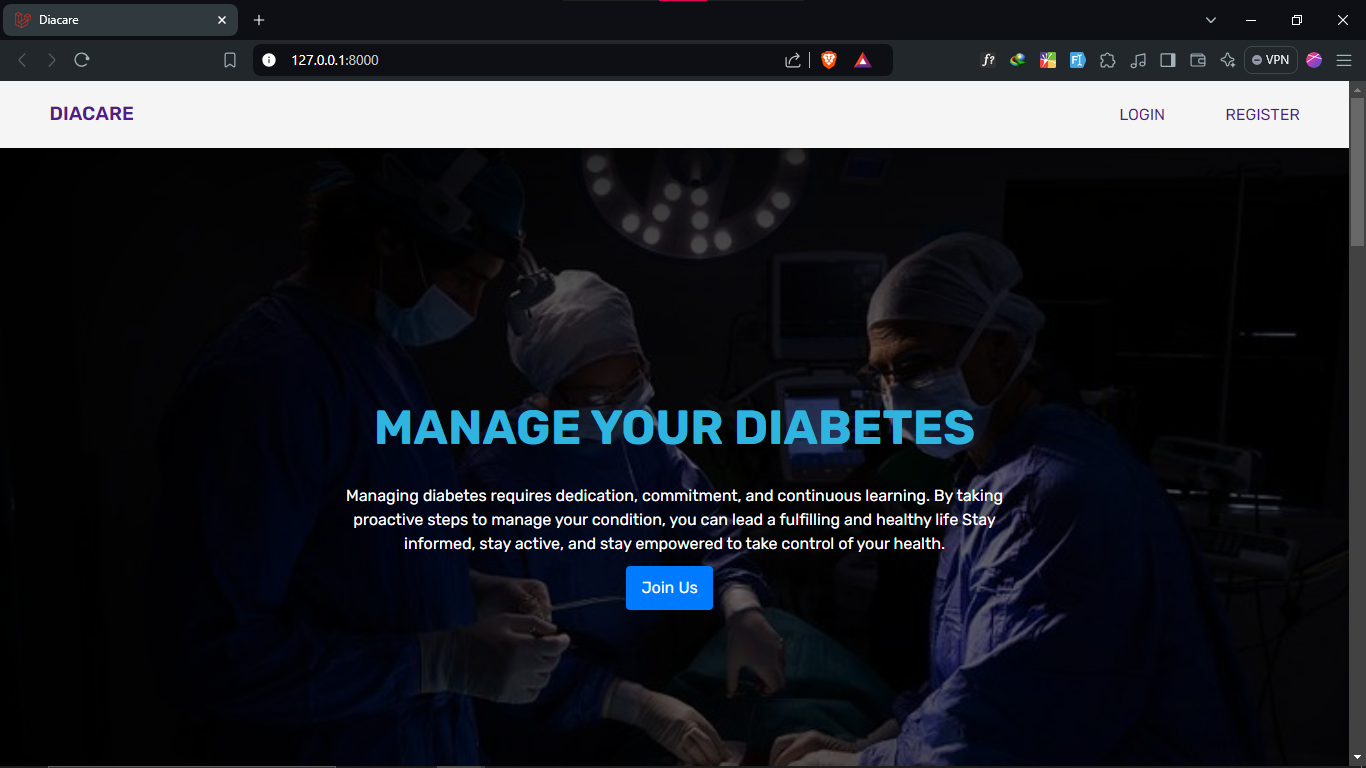 Diacare
127.0.0.1:8000
VPN
DIACARE
LOGIN
REGISTER
MANAGE YOUR DIABETES
Managing diabetes requires dedication, commitment, and continuous learning. By taking
proactive steps to manage your condition, you can lead a fulfilling and healthy life Stay
informed, stay active, and stay empowered to take control of your health.
Join Us